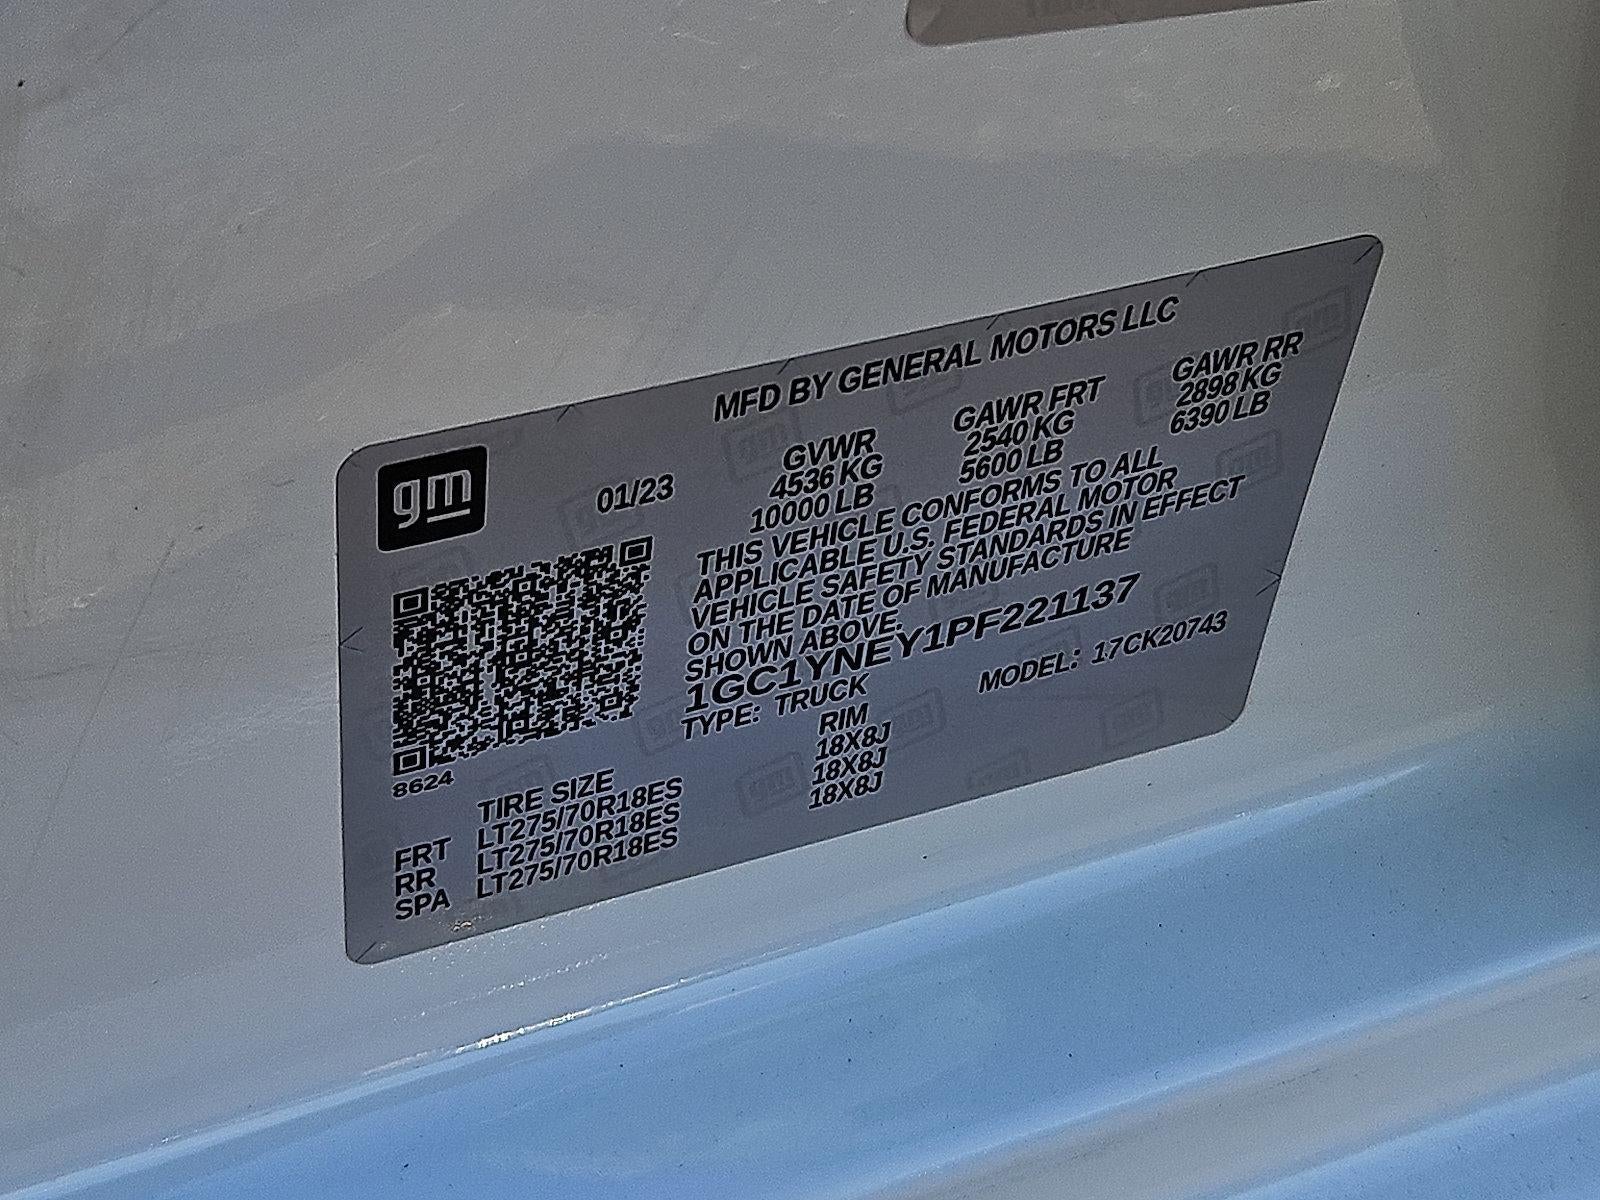 MFD BY GENERAL MOTORS LLC
gm
01/23
GVWR GAWR FRT GAWR RR
4536 KG 2540 KG 2898 KG
10000 LB 5600 LB 6390 LB
THIS VEHICLE CONFORMS TO ALL
APPLICABLE U.S. FEDERAL MOTOR
VEHICLE SAFETY STANDARDS IN EFFECT
ON THE DATE OF MANUFACTURE
SHOWN ABOVE.
1GC1YNEY1PF221137
TYPE: TRUCK MODEL: 17CK20743
8624
TIRE SIZE RIM
FRT LT275/70R18ES 18X8J
RR LT275/70R18ES 18X8J
SPA LT275/70R18ES 18X8J